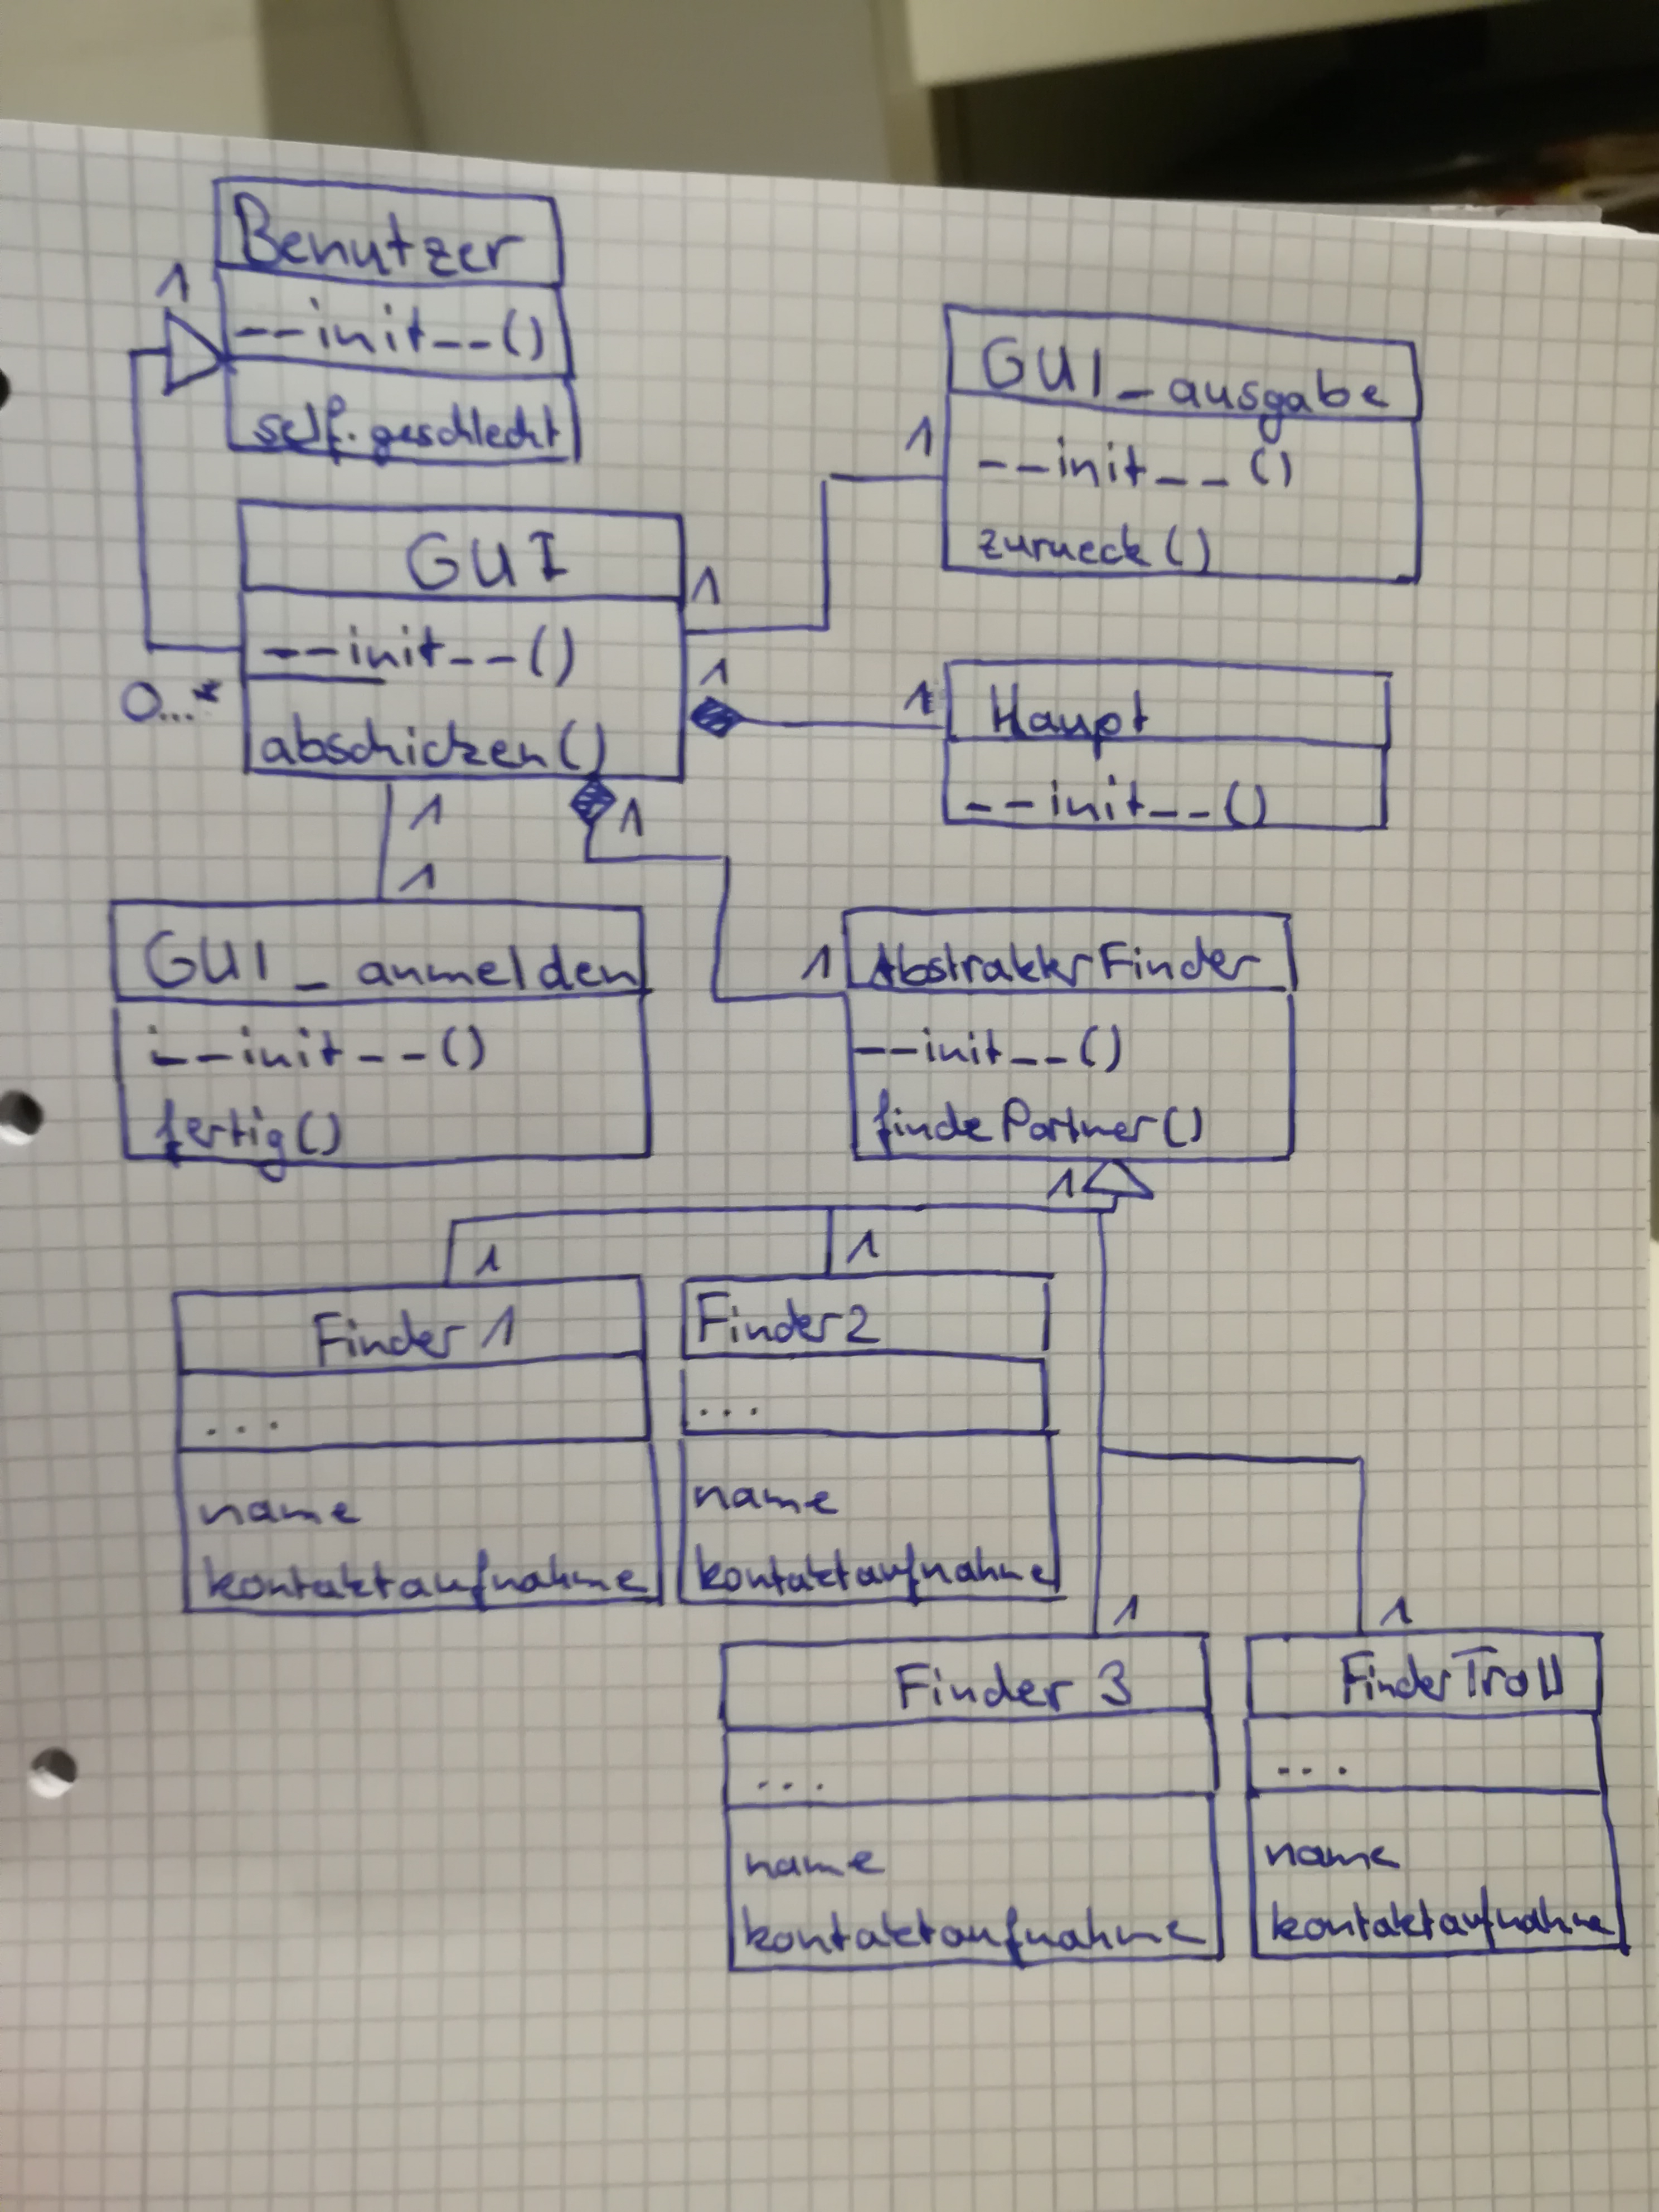 Benutzer
1
--init--()
self.geschlecht
GUI_ausgabe
1
--init__()
zurueck()
GUI
1
--init--()
0...*
abschicken()
1
1
Haupt
--init--()
1
1
1
GUI_anmelden
--init--()
fertig()
1
AbstrakterFinder
--init--()
findePartner()
1
1
1
Finder 1
...
name
kontaktaufnahme
Finder2
...
name
kontaktaufnahme
1
1
Finder 3
...
name
kontaktaufnahme
FinderTroll
...
name
kontaktaufnahme